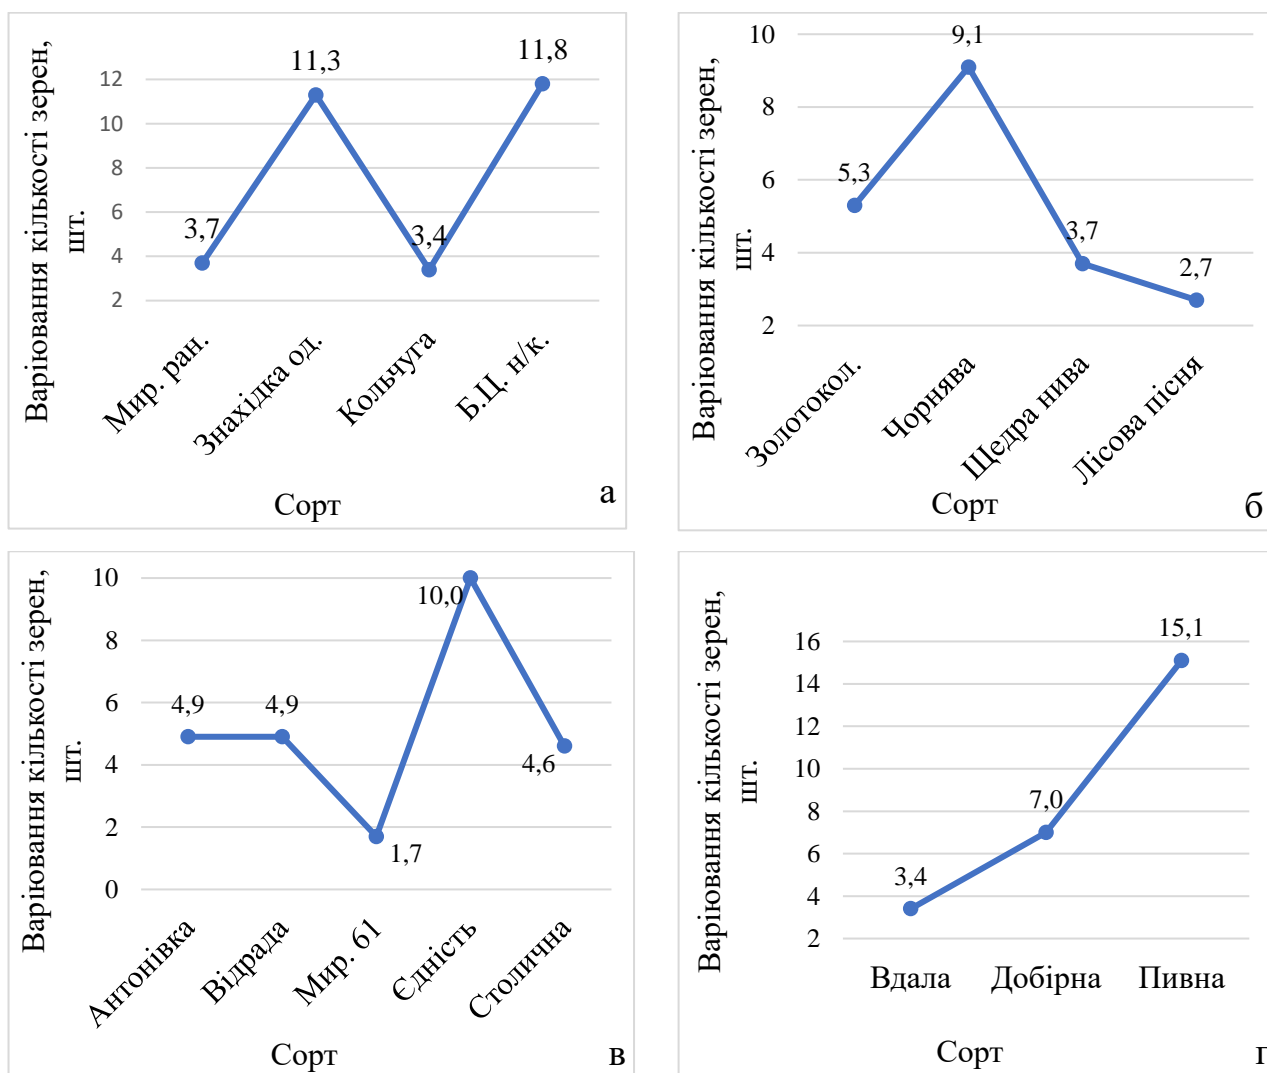 Варіювання кількості зерен,
шт.
12
10
8
6
4
2
3,7
11,3
3,4
11,8
Мир. ран.
Знахідка од.
Кольчуга
Б.Ц. н/к.
Сорт
а
Варіювання кількості зерен,
шт.
10
8
6
4
2
5,3
9,1
3,7
2,7
Золотокол.
Чорнява
Щедра нива
Лісова пісня
Сорт
б
Варіювання кількості зерен,
шт.
10
8
6
4
2
0
4,9
4,9
1,7
10,0
4,6
Антонівка
Відрада
Мир. 61
Єдність
Столична
Сорт
в
Варіювання кількості зерен,
шт.
16
14
12
10
8
6
4
2
3,4
7,0
15,1
Вдала
Добірна
Пивна
Сорт
г